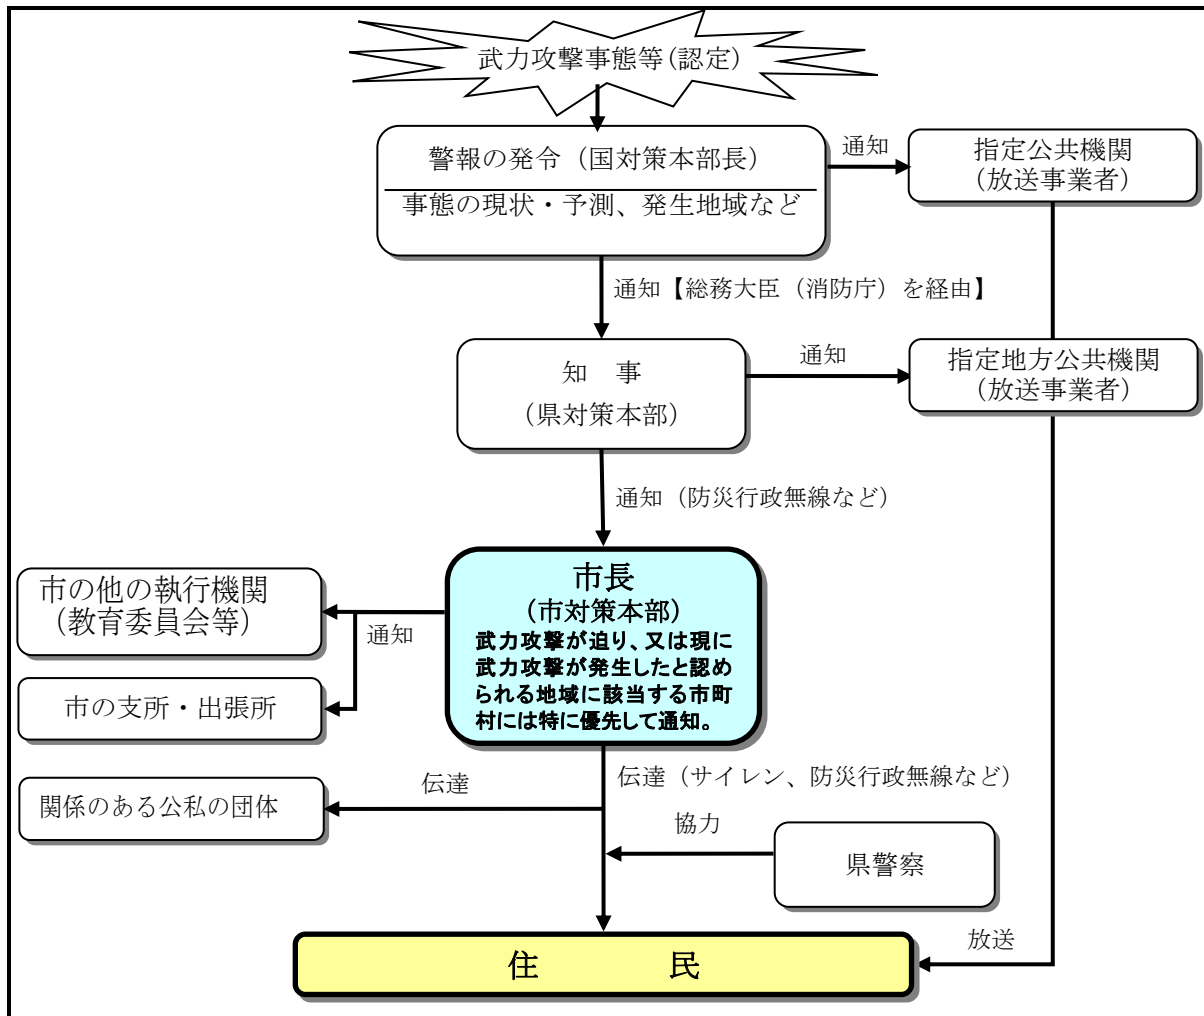 武力攻撃事態等(認定)
警報の発令（国対策本部長）
事態の現状・予測、発生地域など
通知
指定公共機関
（放送事業者）
通知【総務大臣（消防庁）を経由】
知　事
（県対策本部）
通知
指定地方公共機関
（放送事業者）
通知（防災行政無線など）
市長
（市対策本部）
武力攻撃が迫り、又は現に
武力攻撃が発生したと認め
られる地域に該当する市町
村には特に優先して通知。
市の他の執行機関
（教育委員会等）
通知
市の支所・出張所
伝達（サイレン、防災行政無線など）
伝達
関係のある公私の団体
協力
県警察
放送
住　　　民